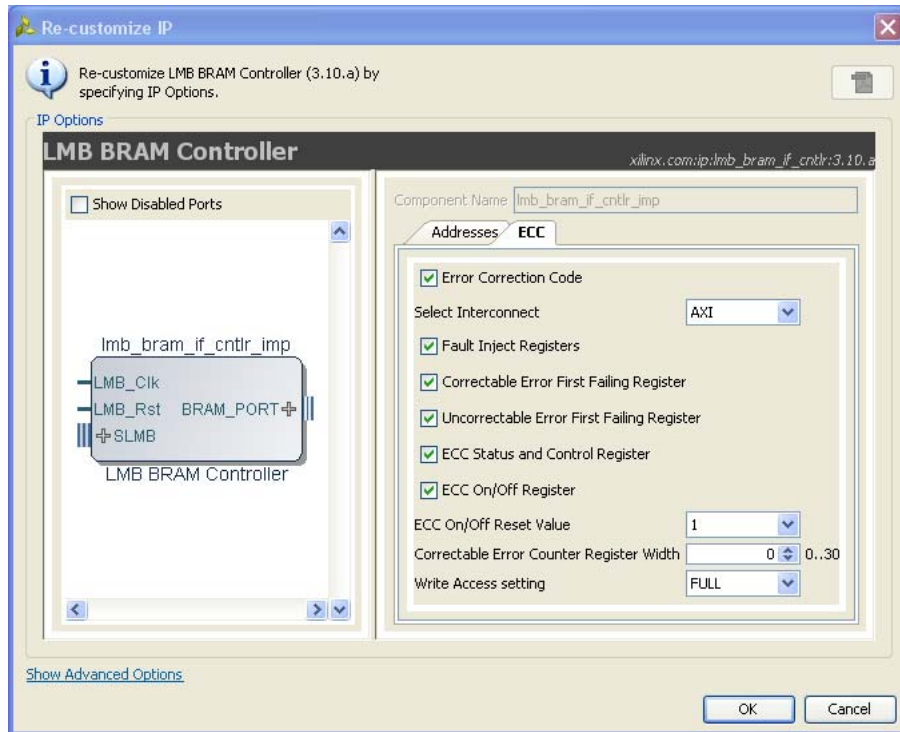 Re-customize IP
Re-customize LMB BRAM Controller (3.10.a) by
specifying IP Options.
IP Options
LMB BRAM Controller
xilinx.com:ip:lmb_bram_if_cntlr:3.10.a
Show Disabled Ports
lmb_bram_if_cntlr_imp
LMB_Clk
LMB_Rst BRAM_PORT
SLMB
LMB BRAM Controller
Component Name lmb_bram_if_cntlr_imp
Addresses ECC
Error Correction Code
Select Interconnect AXI
Fault Inject Registers
Correctable Error First Failing Register
Uncorrectable Error First Failing Register
ECC Status and Control Register
ECC On/Off Register
ECC On/Off Reset Value 1
Correctable Error Counter Register Width 0 0..30
Write Access setting FULL
Show Advanced Options
OK Cancel